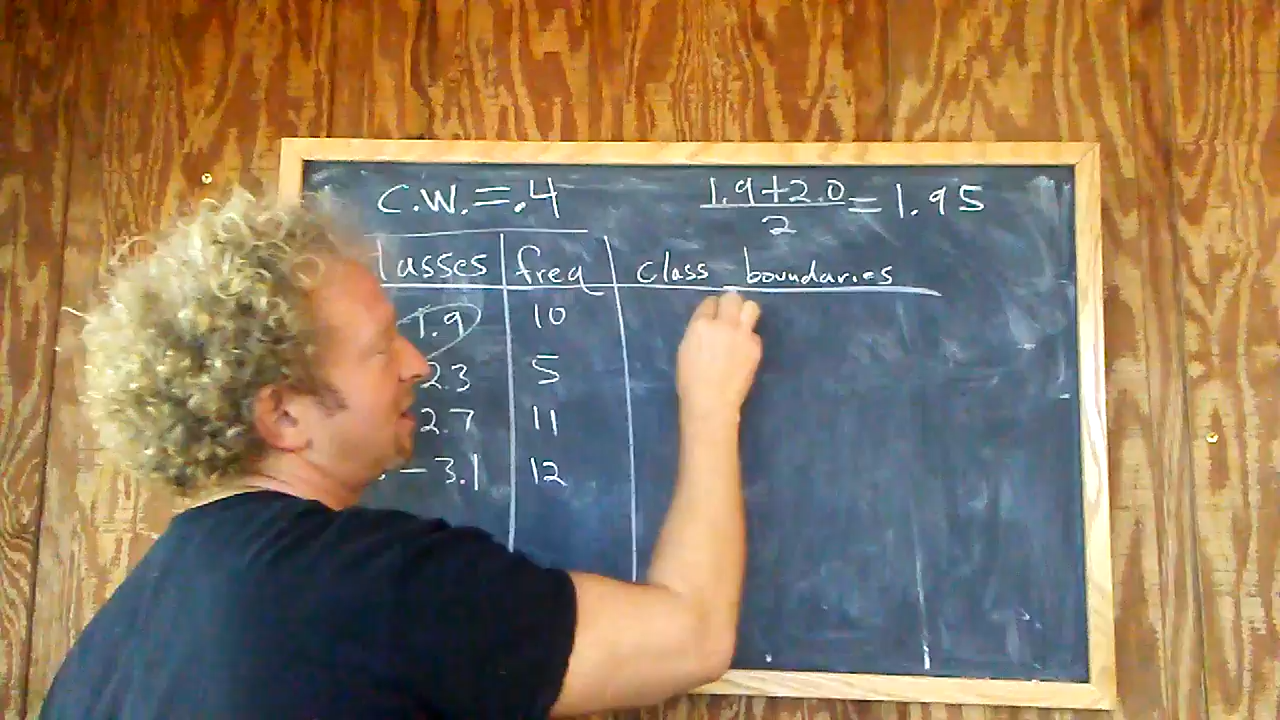 C.W. = .4
1.9+2.0
2
= 1.95
lasses freq class boundaries
1.9 10
2.3 5
2.7 11
– 3.1 12